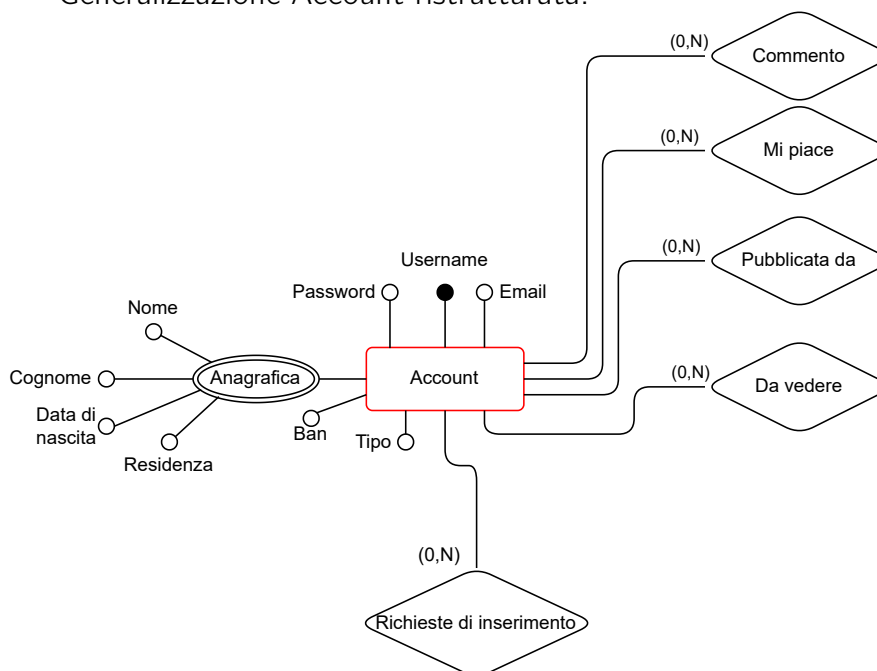 Generalizzazione Account ristrutturata:
(0,N)
Commento
(0,N)
Mi piace
(0,N)
Pubblicata da
Username
Password
Email
Nome
Cognome
Anagrafica
Account
(0,N)
Da vedere
Data di
nascita
Ban
Tipo
Residenza
(0,N)
Richieste di inserimento